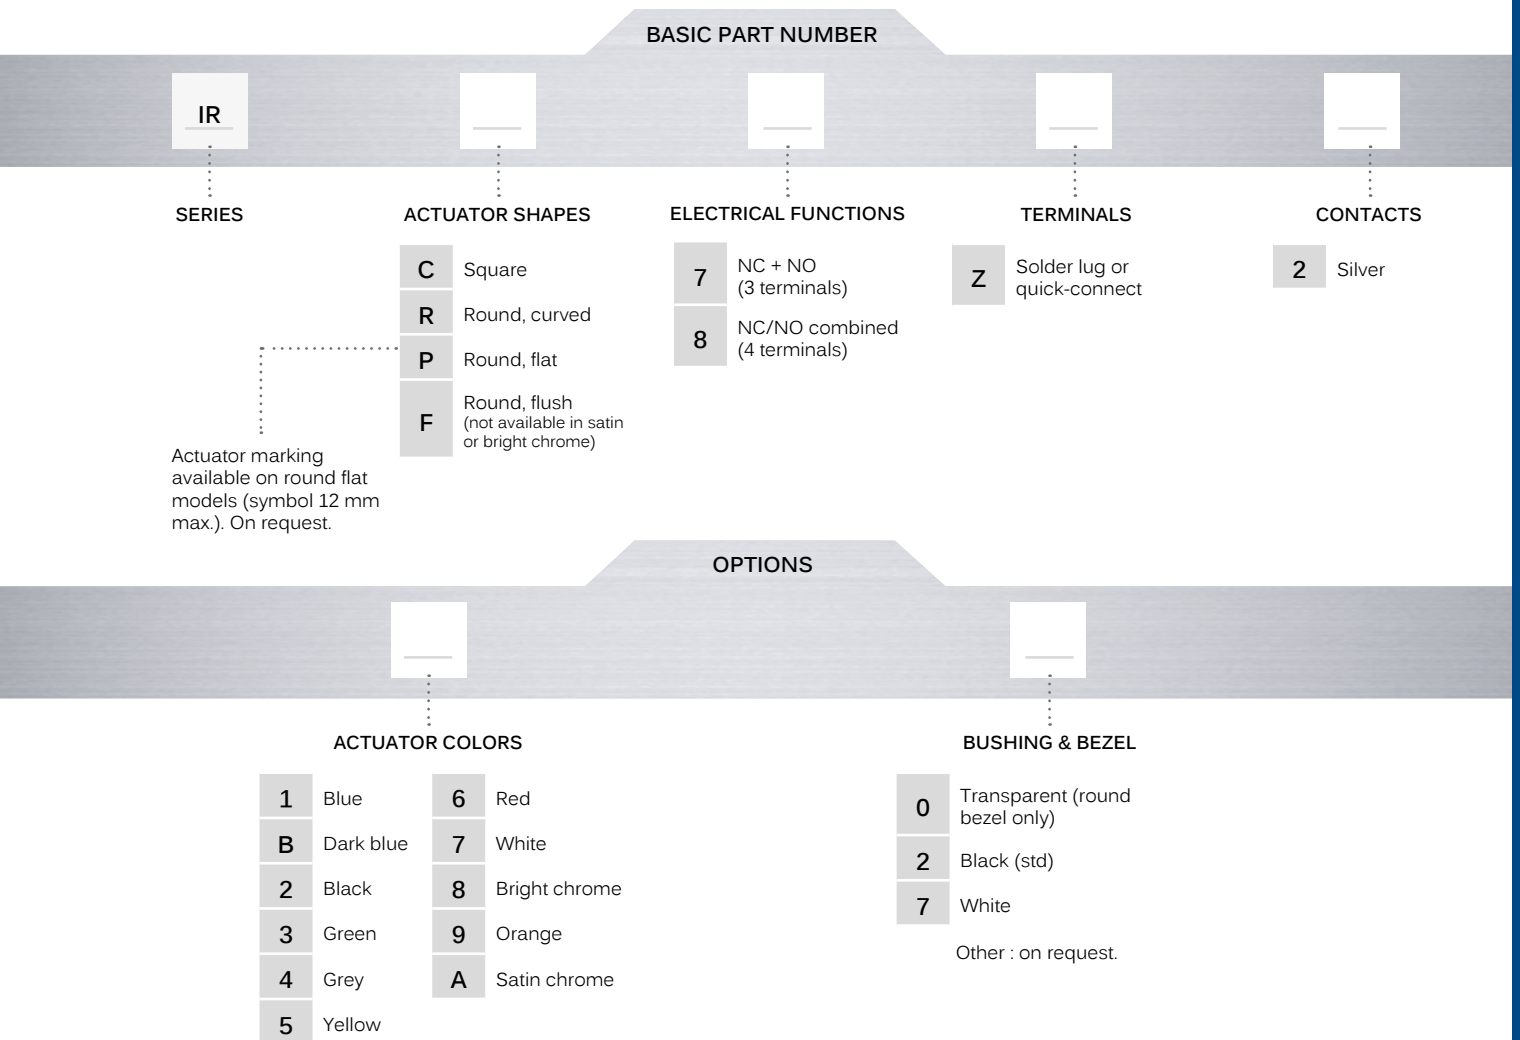 BASIC PART NUMBER
IR
SERIES
ACTUATOR SHAPES
ELECTRICAL FUNCTIONS
TERMINALS
CONTACTS
C Square
R Round, curved
P Round, flat
F Round, flush
(not available in satin
or bright chrome)
Actuator marking
available on round flat
models (symbol 12 mm
max.). On request.
7 NC + NO
(3 terminals)
8 NC/NO combined
(4 terminals)
Z Solder lug or
quick-connect
2 Silver
OPTIONS
ACTUATOR COLORS
1 Blue
B Dark blue
2 Black
3 Green
4 Grey
5 Yellow
6 Red
7 White
8 Bright chrome
9 Orange
A Satin chrome
BUSHING & BEZEL
0 Transparent (round
bezel only)
2 Black (std)
7 White
Other : on request.